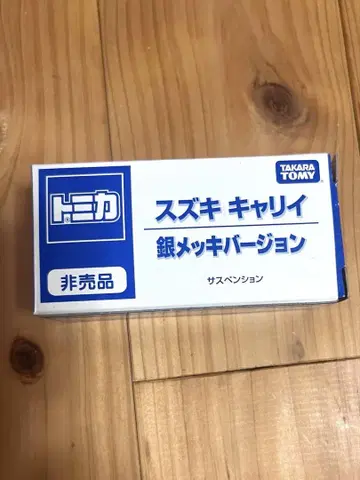 トミカ
非売品
TAKARA
TOMY
スズキ キャリイ
銀メッキバージョン
サスペンション